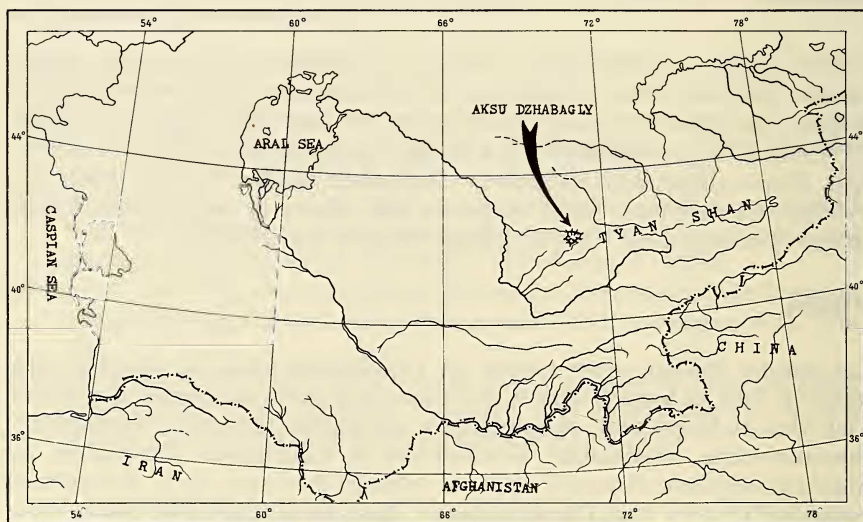 54° 60° 66° 72° 78°
AKSU DZHABAGLY
44° ARAL SEA 44°
TYAN SHAN
CASPIAN SEA
40° 40°
CHINA
36° 36°
IRAN
AFGHANISTAN
54° 60° 66° 72° 78°